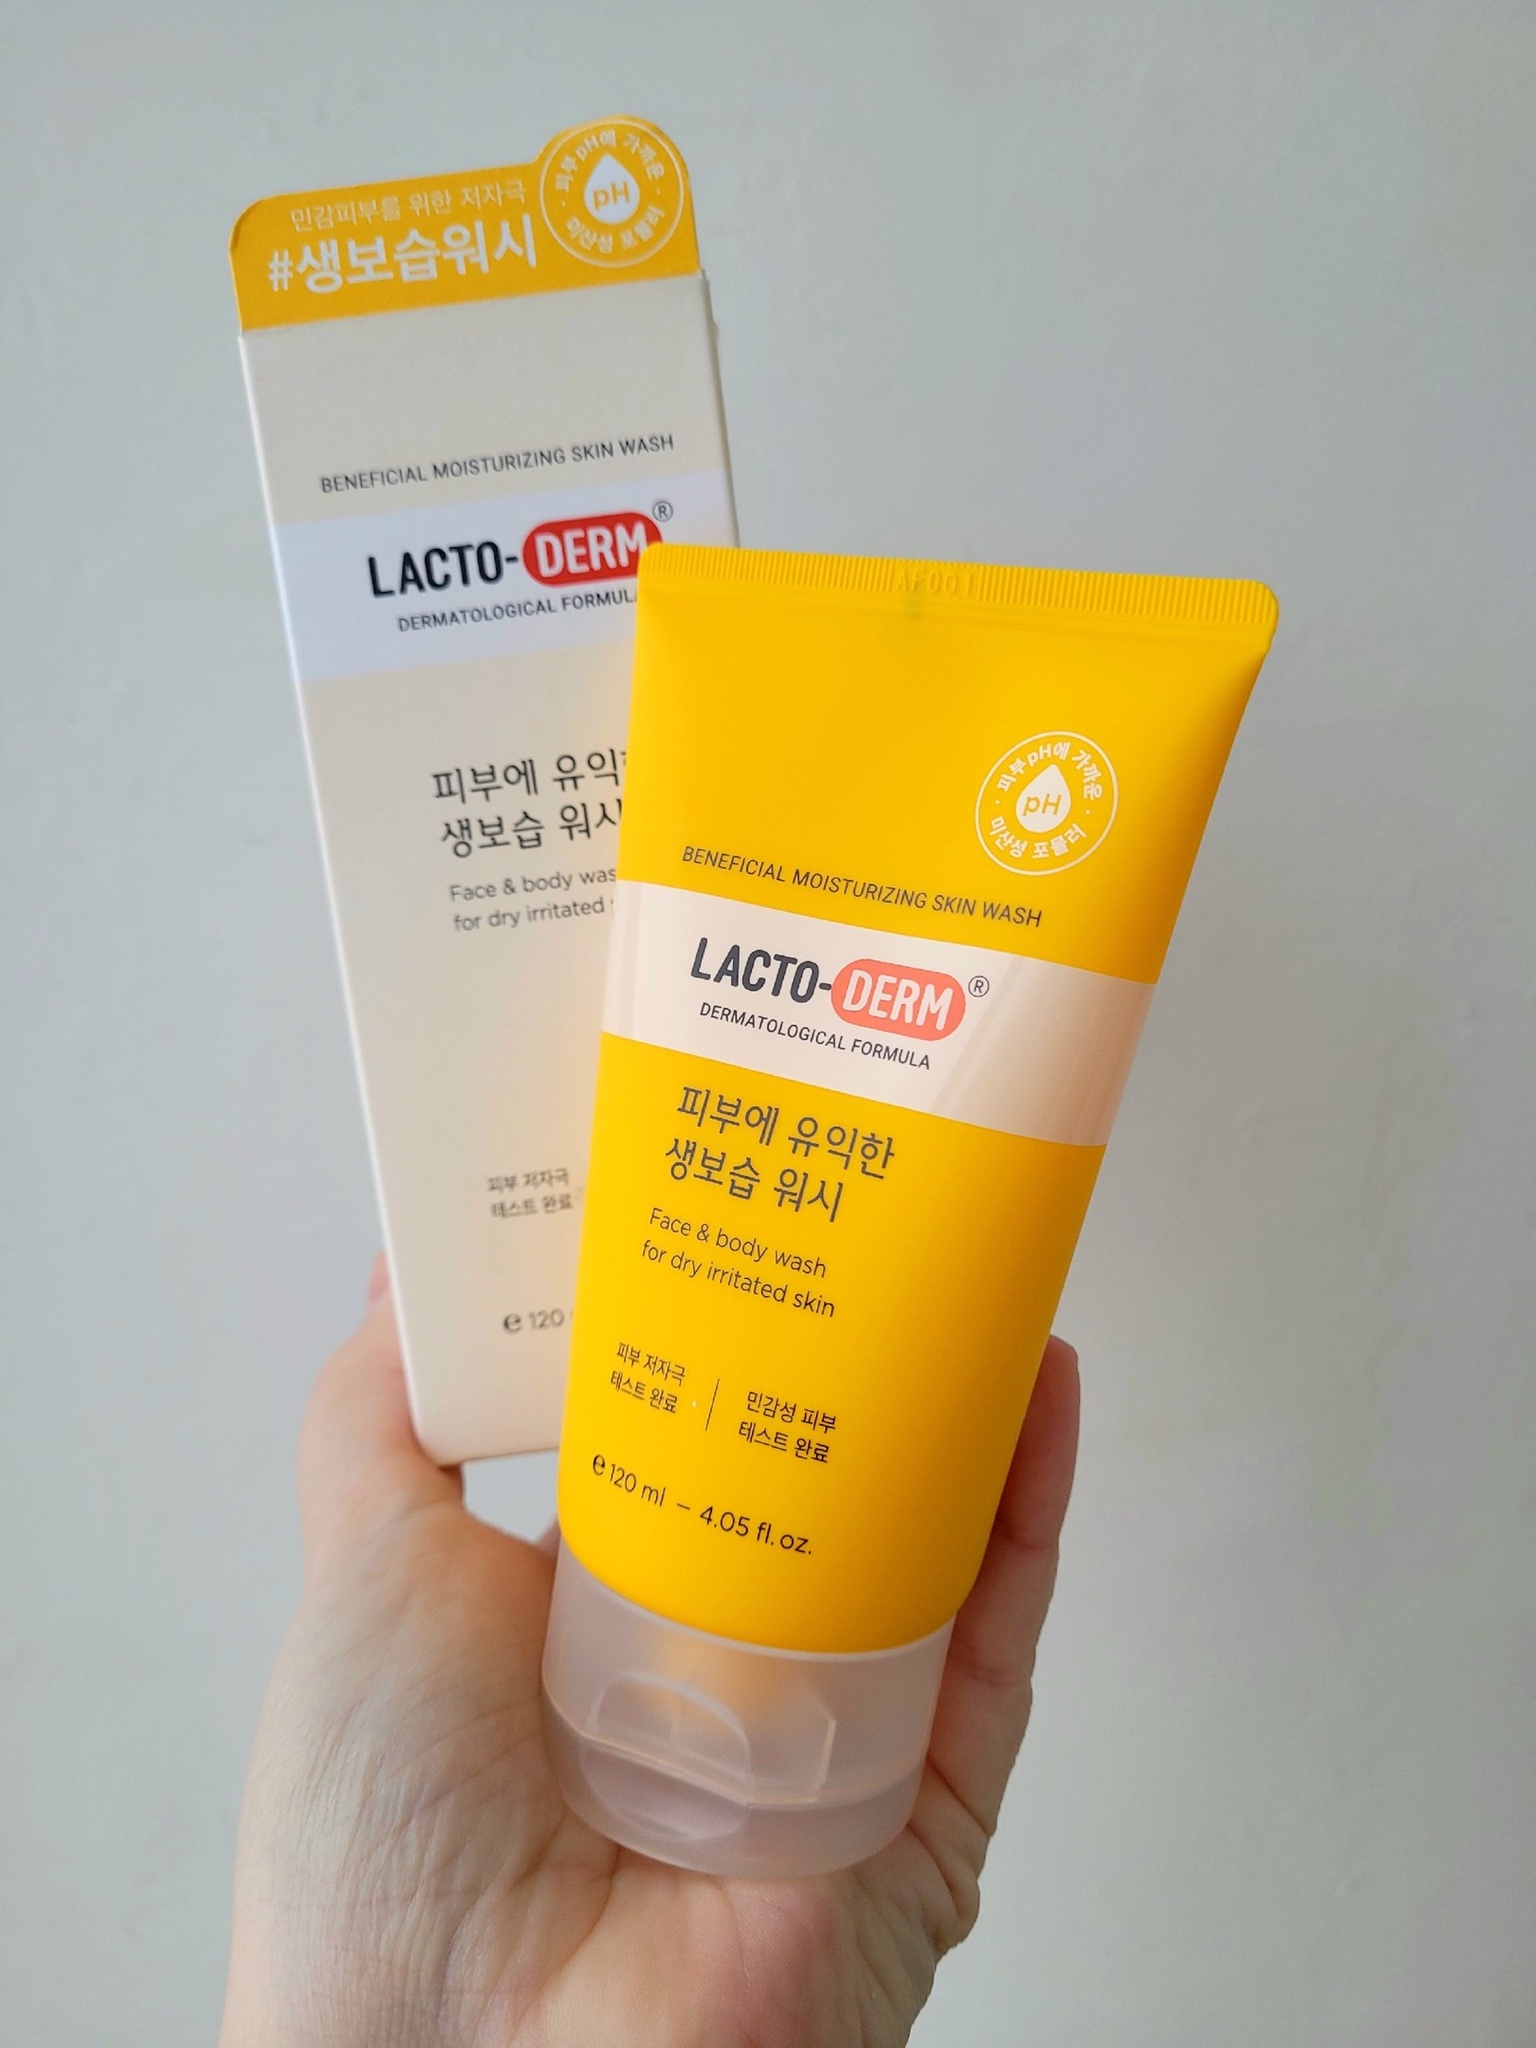 민감피부를 위한 저자극
#생보습워시
피부pH에 가까운
pH
미산성 포뮬러
BENEFICIAL MOISTURIZING SKIN WASH
LACTO-DERM®
DERMATOLOGICAL FORMULA
피부에 유익
생보습 워시
Face & body was
for dry irritated
피부 저자극
테스트 완료
e 120
AF001
피부pH에 가까운
pH
미산성 포뮬러
BENEFICIAL MOISTURIZING SKIN WASH
LACTO-DERM®
DERMATOLOGICAL FORMULA
피부에 유익한
생보습 워시
Face & body wash
for dry irritated skin
피부 저자극
테스트 완료
민감성 피부
테스트 완료
e 120 ml – 4.05 fl. oz.